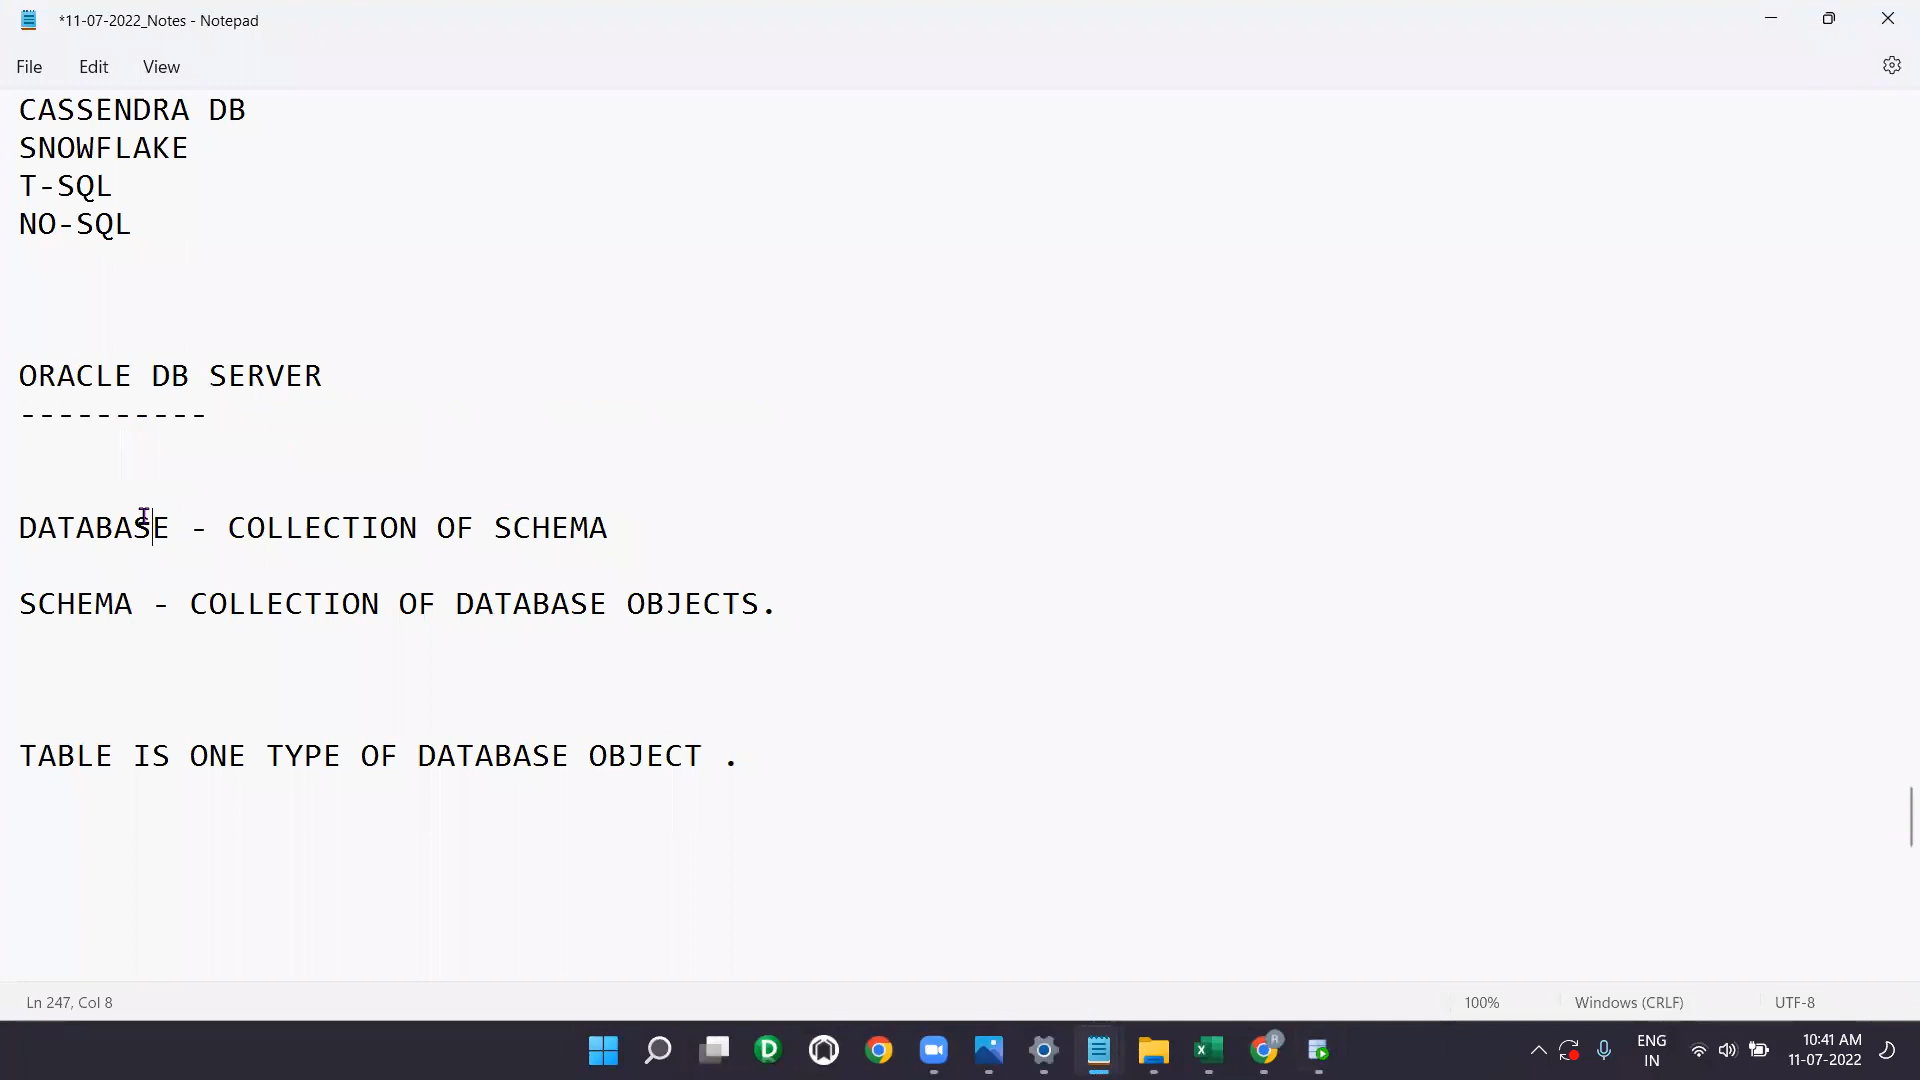 *11-07-2022_Notes - Notepad
File Edit View
CASSENDRA DB
SNOWFLAKE
T-SQL
NO-SQL
ORACLE DB SERVER
----------
DATABASE - COLLECTION OF SCHEMA
SCHEMA - COLLECTION OF DATABASE OBJECTS.
TABLE IS ONE TYPE OF DATABASE OBJECT .
Ln 247, Col 8 100% Windows (CRLF) UTF-8
ENG 10:41 AM
IN 11-07-2022